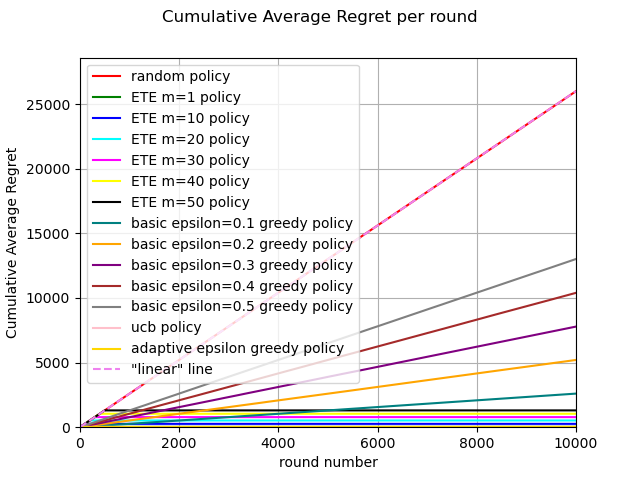 Cumulative Average Regret per round
Cumulative Average Regret
25000
20000
15000
10000
5000
0
random policy
ETE m=1 policy
ETE m=10 policy
ETE m=20 policy
ETE m=30 policy
ETE m=40 policy
ETE m=50 policy
basic epsilon=0.1 greedy policy
basic epsilon=0.2 greedy policy
basic epsilon=0.3 greedy policy
basic epsilon=0.4 greedy policy
basic epsilon=0.5 greedy policy
ucb policy
adaptive epsilon greedy policy
"linear" line
0 2000 4000 6000 8000 10000
round number